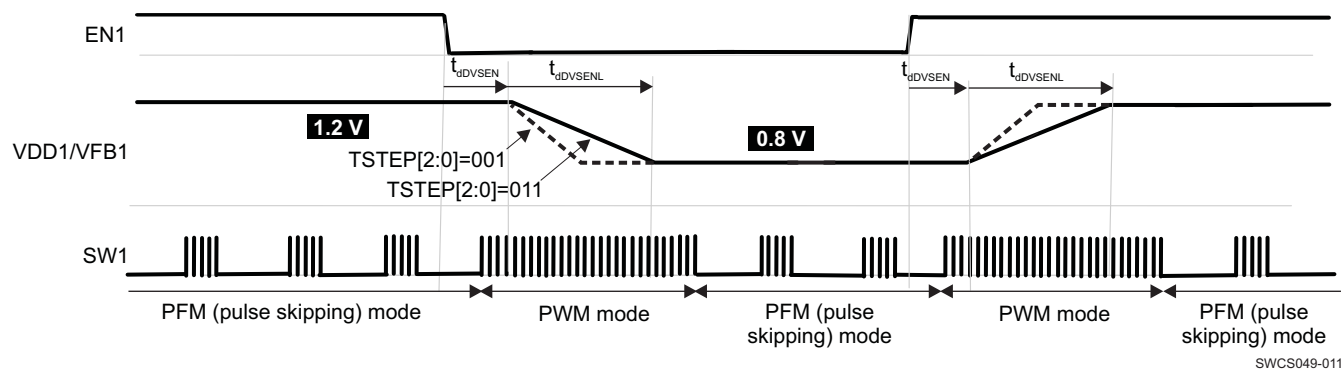 EN1
tdDVSEN
tdDVSENL
tdDVSEN
tdDVSENL
VDD1/VFB1
1.2 V
0.8 V
TSTEP[2:0]=001
TSTEP[2:0]=011
SW1
PFM (pulse skipping) mode
PWM mode
PFM (pulse
skipping) mode
PWM mode
PFM (pulse
skipping) mode
SWCS049-011